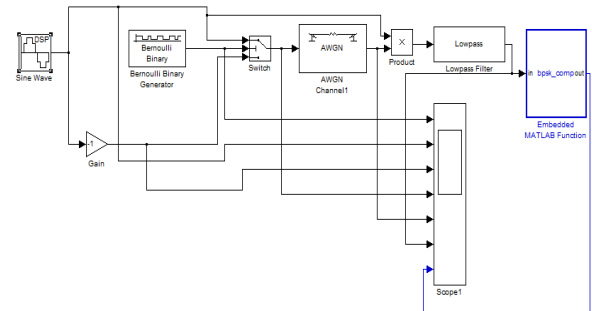 DSP
Sine Wave
Bernoulli
Binary
Bernoulli Binary
Generator
Switch
AWGN
AWGN
Channel1
X
Product
Lowpass
Lowpass Filter
in bpsk_compout
Embedded
MATLAB Function
-1
Gain
Scope1